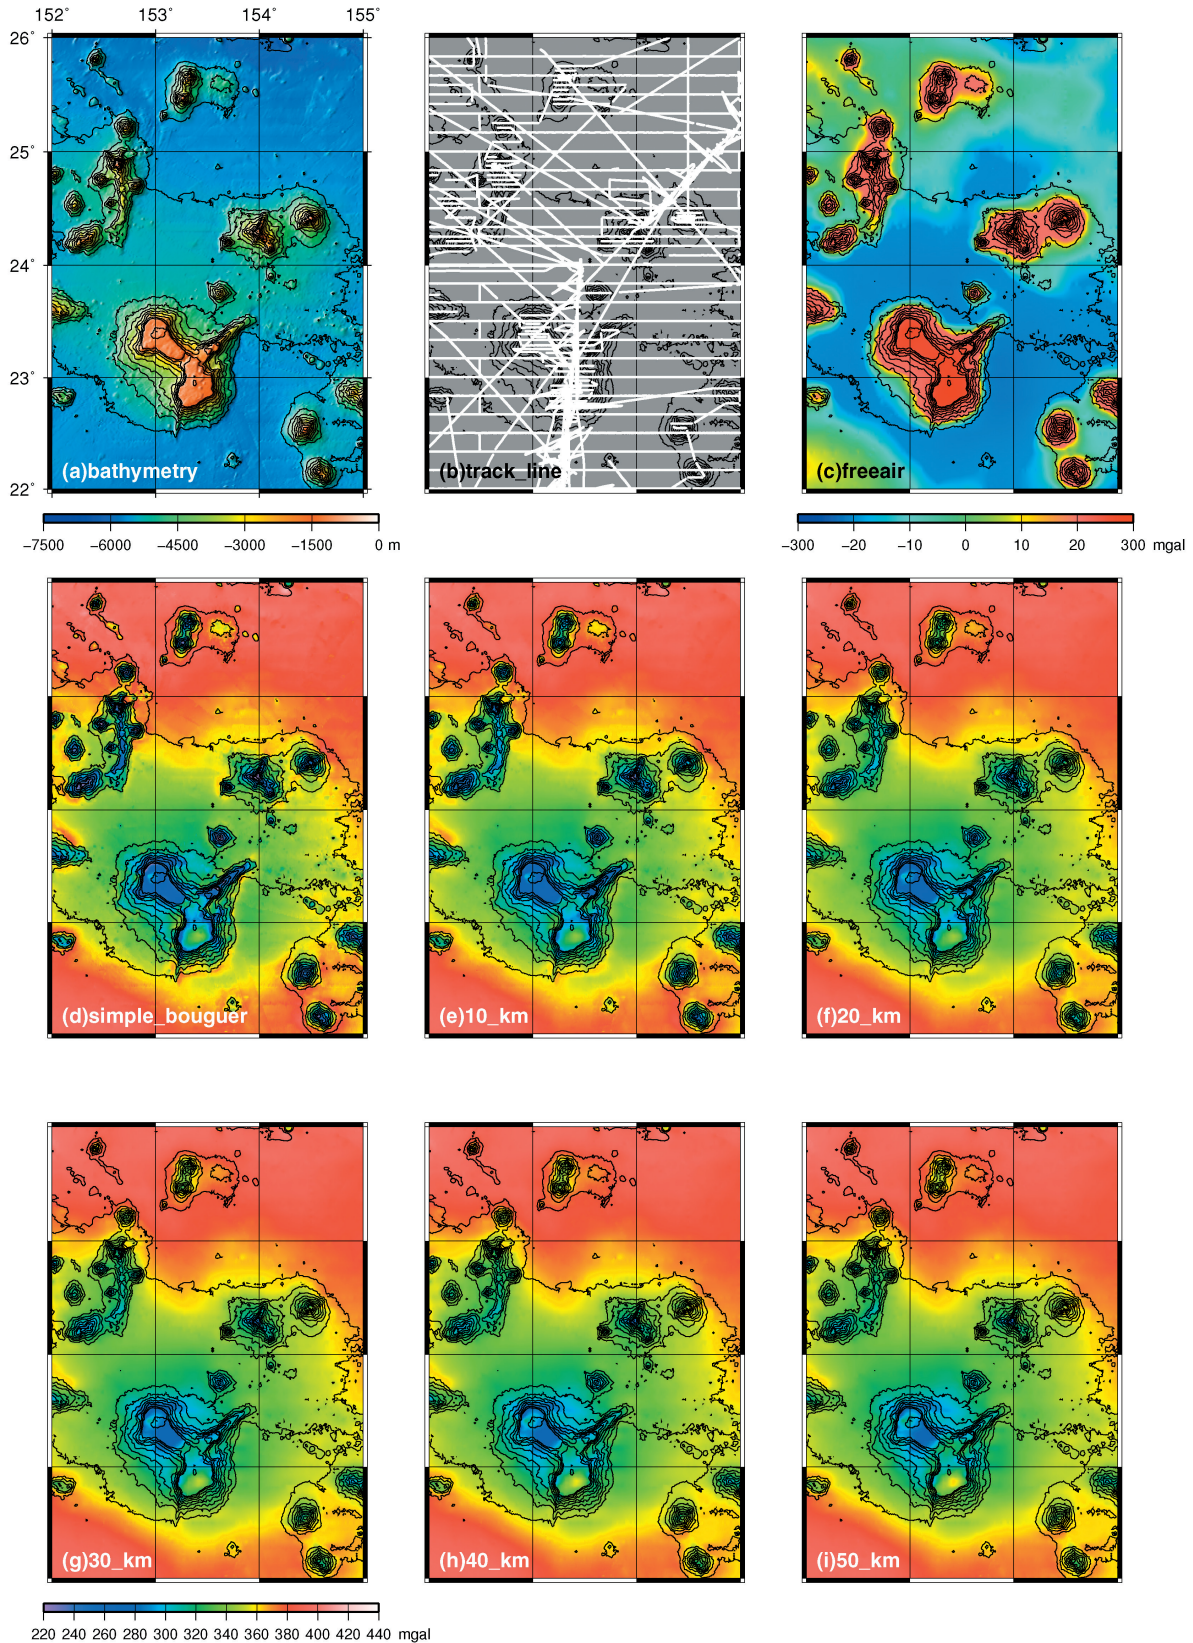 152˚ 153˚ 154˚ 155˚
26˚
25˚
24˚
23˚
22˚
(a)bathymetry
(b)track_line
(c)freeair
−7500 −6000 −4500 −3000 −1500 0 m
−300 −20 −10 0 10 20 300 mgal
(d)simple_bouguer
(e)10_km
(f)20_km
(g)30_km
(h)40_km
(i)50_km
220 240 260 280 300 320 340 360 380 400 420 440 mgal